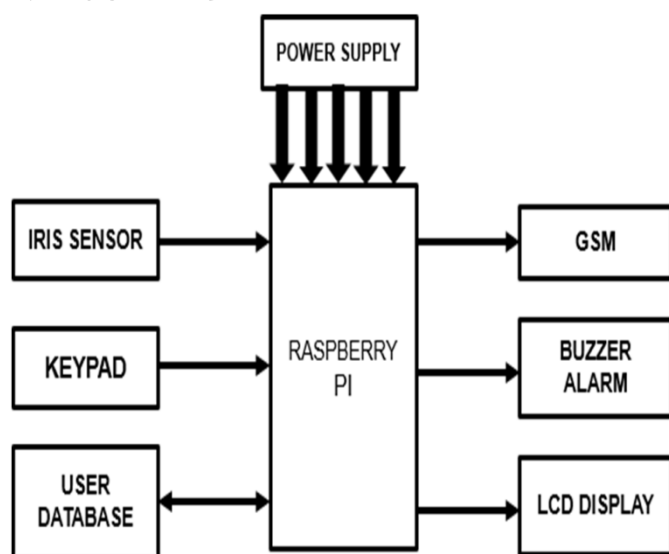 POWER SUPPLY
IRIS SENSOR
GSM
KEYPAD
RASPBERRY
PI
BUZZER
ALARM
USER
DATABASE
LCD DISPLAY